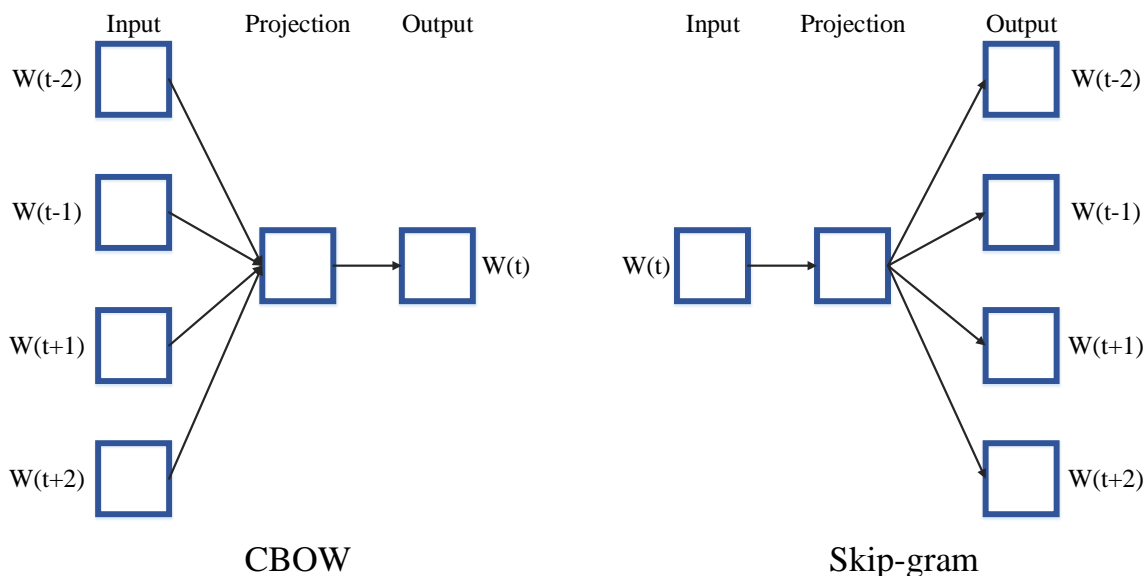 Input Projection Output
W(t-2)
W(t-1)
W(t+1)
W(t+2)
W(t)
CBOW
Input Projection Output
W(t)
W(t-2)
W(t-1)
W(t+1)
W(t+2)
Skip-gram